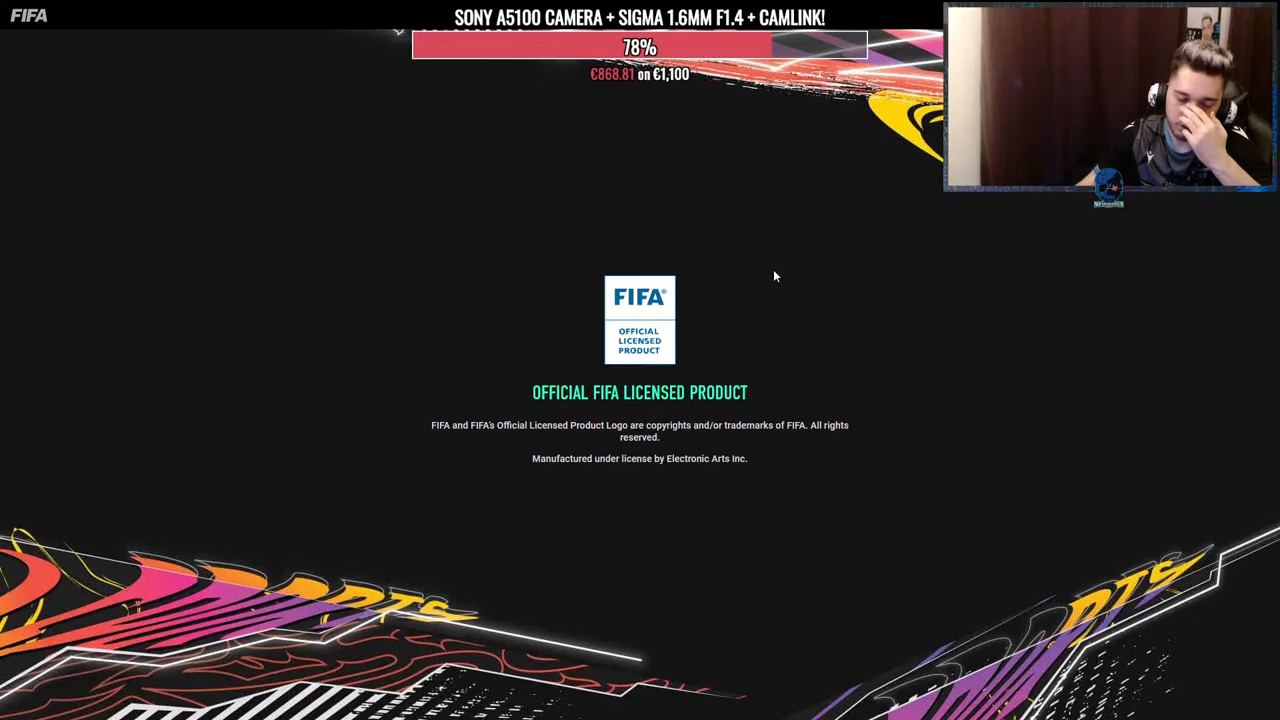 FIFA
SONY A5100 CAMERA + SIGMA 1.6MM F1.4 + CAMLINK!
78%
€868.81 on €1,100
FIFA®
OFFICIAL
LICENSED
PRODUCT
OFFICIAL FIFA LICENSED PRODUCT
FIFA and FIFA's Official Licensed Product Logo are copyrights and/or trademarks of FIFA. All rights
reserved.
Manufactured under license by Electronic Arts Inc.